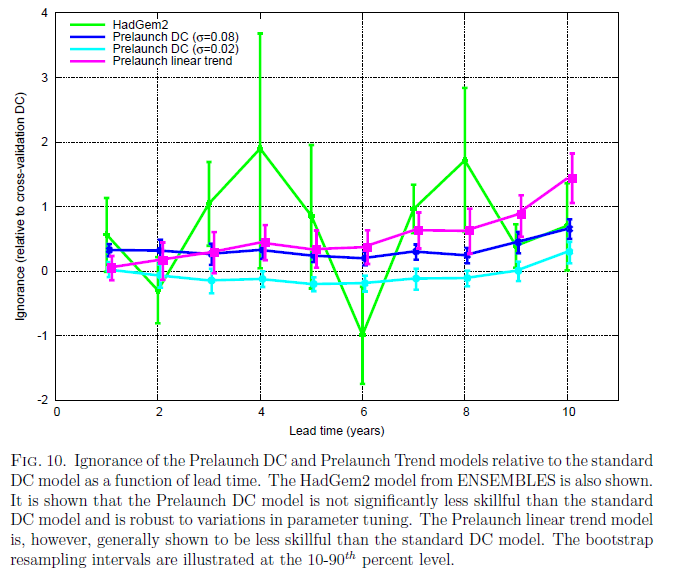 4
3
2
1
0
-1
-2
Ignorance (relative to cross-validation DC)
HadGem2
Prelaunch DC (σ=0.08)
Prelaunch DC (σ=0.02)
Prelaunch linear trend
0 2 4 6 8 10
Lead time (years)
Fig. 10. Ignorance of the Prelaunch DC and Prelaunch Trend models relative to the standard
DC model as a function of lead time. The HadGem2 model from ENSEMBLES is also shown.
It is shown that the Prelaunch DC model is not significantly less skillful than the standard
DC model and is robust to variations in parameter tuning. The Prelaunch linear trend model
is, however, generally shown to be less skillful than the standard DC model. The bootstrap
resampling intervals are illustrated at the 10-90th percent level.